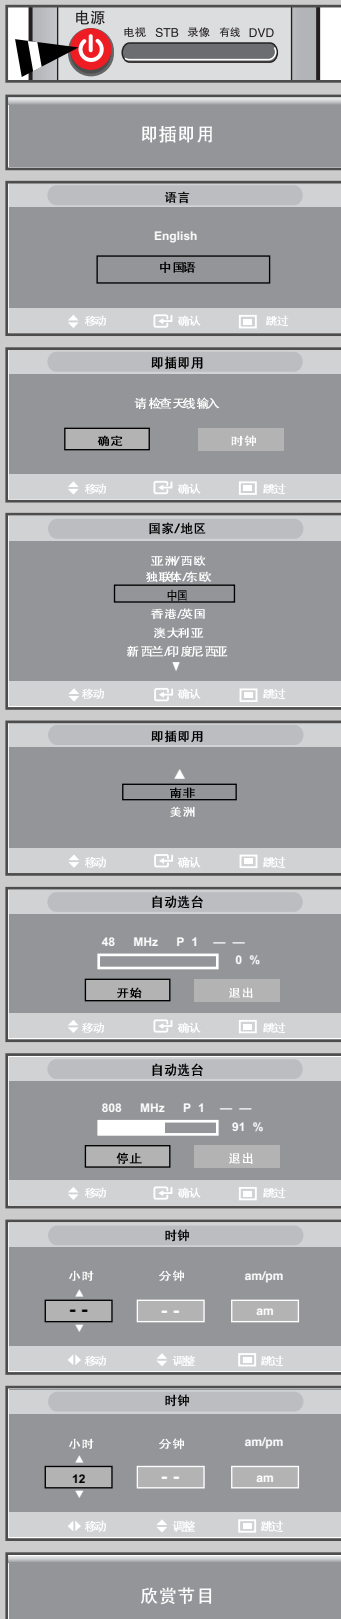 电源
电视 STB 录像 有线 DVD
即插即用
语言
English
中国语
移动 确认 跳过
即插即用
请检查天线输入
确定 时钟
移动 确认 跳过
国家/地区
亚洲/西欧
独联体/东欧
中国
香港/英国
澳大利亚
新西兰/印度尼西亚
移动 确认 跳过
即插即用
南非
美洲
移动 确认 跳过
自动选台
48 MHz P 1 — —
0 %
开始 退出
移动 确认 跳过
自动选台
808 MHz P 1 — —
91 %
停止 退出
移动 确认 跳过
时钟
小时 分钟 am/pm
- - - - am
移动 调整 跳过
时钟
小时 分钟 am/pm
12 - - am
移动 调整 跳过
欣赏节目